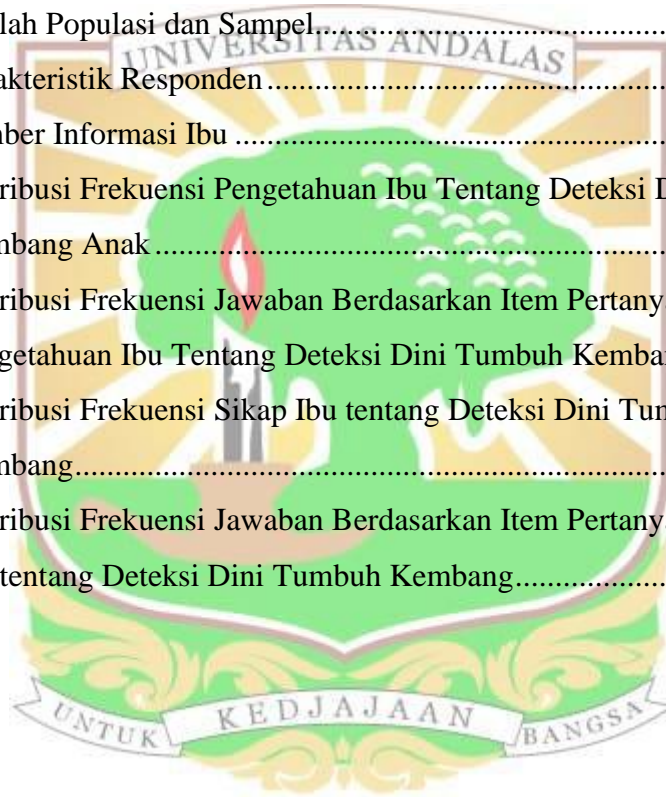 lah Populasi dan Sampel..............................................
UNIVERSITAS ANDALAS
akteristik Responden....................................................
nber Informasi Ibu ........................................................
ribusi Frekuensi Pengetahuan Ibu Tentang Deteksi D
mbang Anak....................................................................
ribusi Frekuensi Jawaban Berdasarkan Item Pertany
getahuan Ibu Tentang Deteksi Dini Tumbuh Kemban
ribusi Frekuensi Sikap Ibu tentang Deteksi Dini Tum
mbang................................................................................
ribusi Frekuensi Jawaban Berdasarkan Item Pertany
tentang Deteksi Dini Tumbuh Kembang....................
UNTUK KEDJAJAAN BANGSA